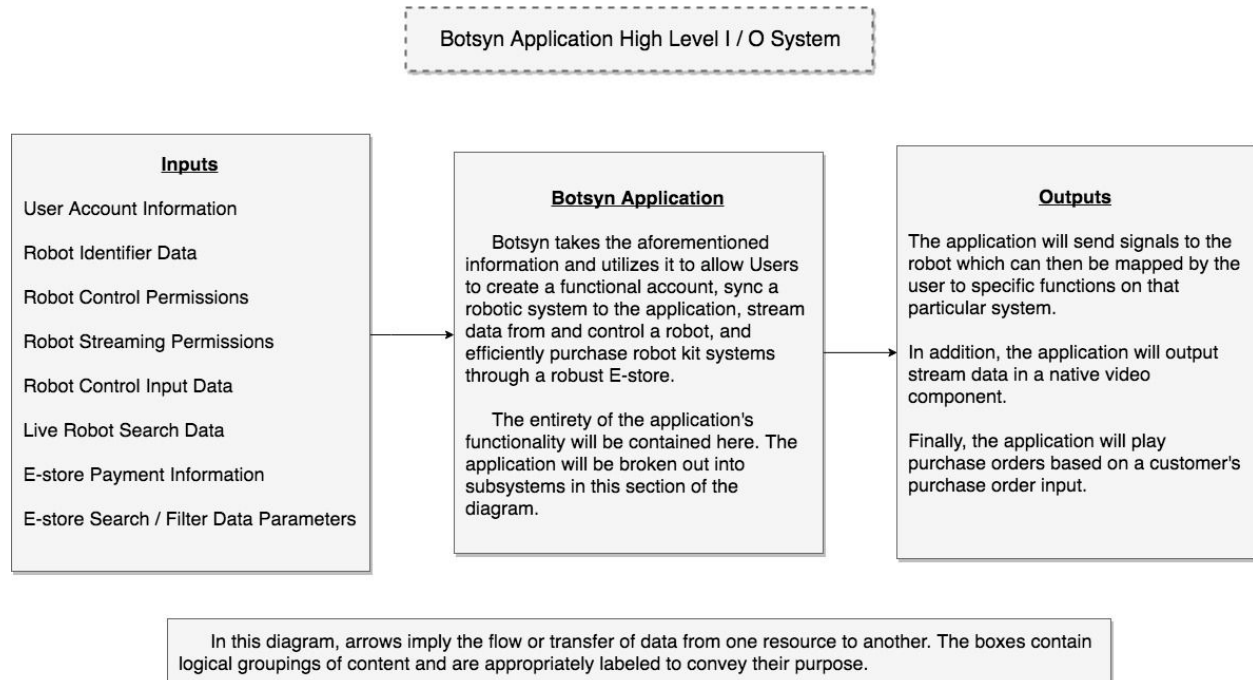 Botsyn Application High Level I / O System
Inputs
User Account Information
Robot Identifier Data
Robot Control Permissions
Robot Streaming Permissions
Robot Control Input Data
Live Robot Search Data
E-store Payment Information
E-store Search / Filter Data Parameters
Botsyn Application
Botsyn takes the aforementioned
information and utilizes it to allow Users
to create a functional account, sync a
robotic system to the application, stream
data from and control a robot, and
efficiently purchase robot kit systems
through a robust E-store.
The entirety of the application's
functionality will be contained here. The
application will be broken out into
subsystems in this section of the
diagram.
Outputs
The application will send signals to the
robot which can then be mapped by the
user to specific functions on that
particular system.
In addition, the application will output
stream data in a native video
component.
Finally, the application will play
purchase orders based on a customer's
purchase order input.
In this diagram, arrows imply the flow or transfer of data from one resource to another. The boxes contain
logical groupings of content and are appropriately labeled to convey their purpose.